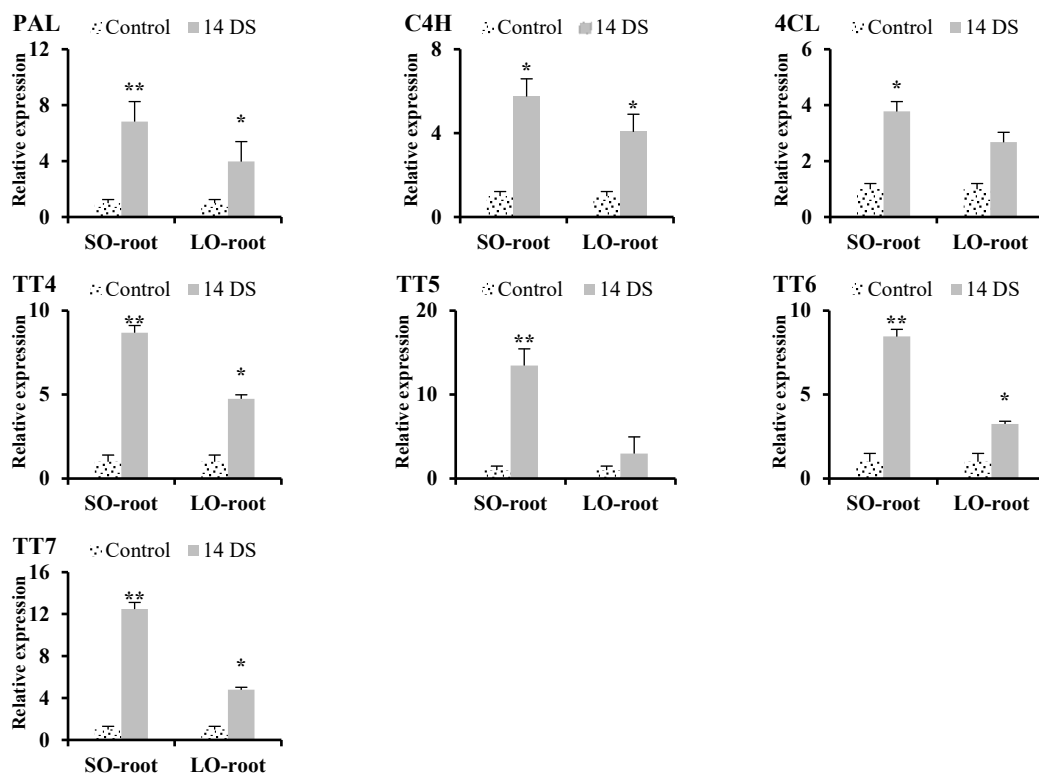 PAL
Control 14 DS
Relative expression
12
**
8
*
4
0
SO-root LO-root
C4H
Control 14 DS
Relative expression
8
*
*
4
0
SO-root LO-root
4CL
Control 14 DS
Relative expression
6
*
4
2
0
SO-root LO-root
TT4
Control 14 DS
Relative expression
10
**
*
5
0
SO-root LO-root
TT5
Control 14 DS
Relative expression
20
**
10
0
SO-root LO-root
TT6
Control 14 DS
Relative expression
10
**
*
5
0
SO-root LO-root
TT7
Control 14 DS
Relative expression
16
**
12
8
*
4
0
SO-root LO-root